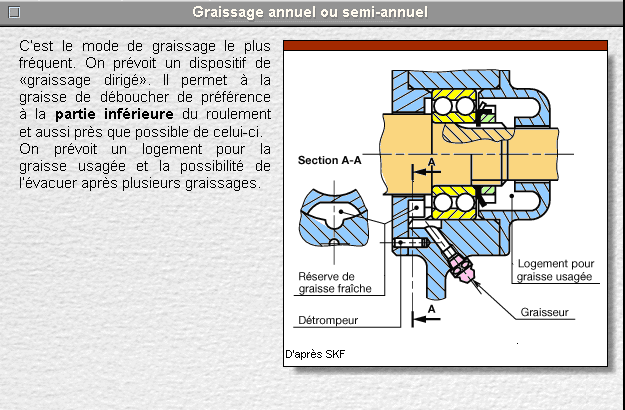 Graissage annuel ou semi-annuel
C'est le mode de graissage le plus
fréquent. On prévoit un dispositif de
«graissage dirigé». Il permet à la
graisse de déboucher de préférence
à la partie inférieure du roulement
et aussi près que possible de celui-ci.
On prévoit un logement pour la
graisse usagée et la possibilité de
l'évacuer après plusieurs graissages.
Section A-A
A
Réserve de
graisse fraîche
Détrompeur
A
Logement pour
graisse usagée
Graisseur
D'après SKF